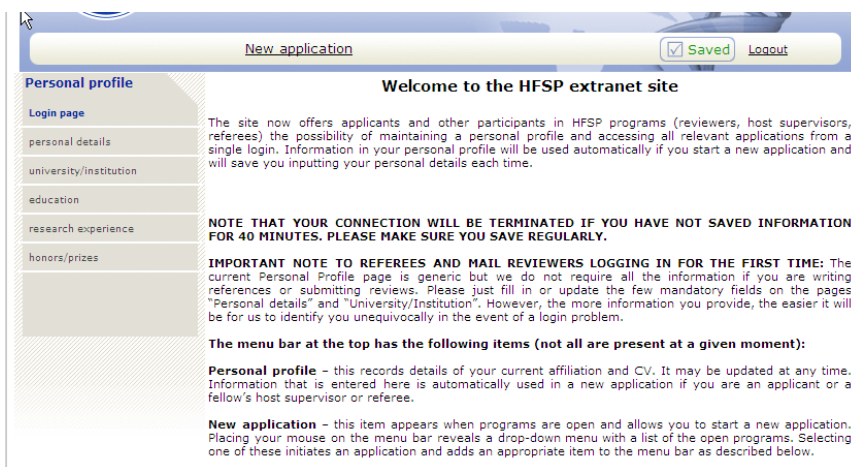 New application
Saved
Logout
Personal profile
Login page
personal details
university/institution
education
research experience
honors/prizes
Welcome to the HFSP extranet site
The site now offers applicants and other participants in HFSP programs (reviewers, host supervisors,
referees) the possibility of maintaining a personal profile and accessing all relevant applications from a
single login. Information in your personal profile will be used automatically if you start a new application and
will save you inputting your personal details each time.
NOTE THAT YOUR CONNECTION WILL BE TERMINATED IF YOU HAVE NOT SAVED INFORMATION
FOR 40 MINUTES. PLEASE MAKE SURE YOU SAVE REGULARLY.
IMPORTANT NOTE TO REFEREES AND MAIL REVIEWERS LOGGING IN FOR THE FIRST TIME: The
current Personal Profile page is generic but we do not require all the information if you are writing
references or submitting reviews. Please just fill in or update the few mandatory fields on the pages
"Personal details" and "University/Institution". However, the more information you provide, the easier it will
be for us to identify you unequivocally in the event of a login problem.
The menu bar at the top has the following items (not all are present at a given moment):
Personal profile – this records details of your current affiliation and CV. It may be updated at any time.
Information that is entered here is automatically used in a new application if you are an applicant or a
fellow's host supervisor or referee.
New application – this item appears when programs are open and allows you to start a new application.
Placing your mouse on the menu bar reveals a drop-down menu with a list of the open programs. Selecting
one of these initiates an application and adds an appropriate item to the menu bar as described below.